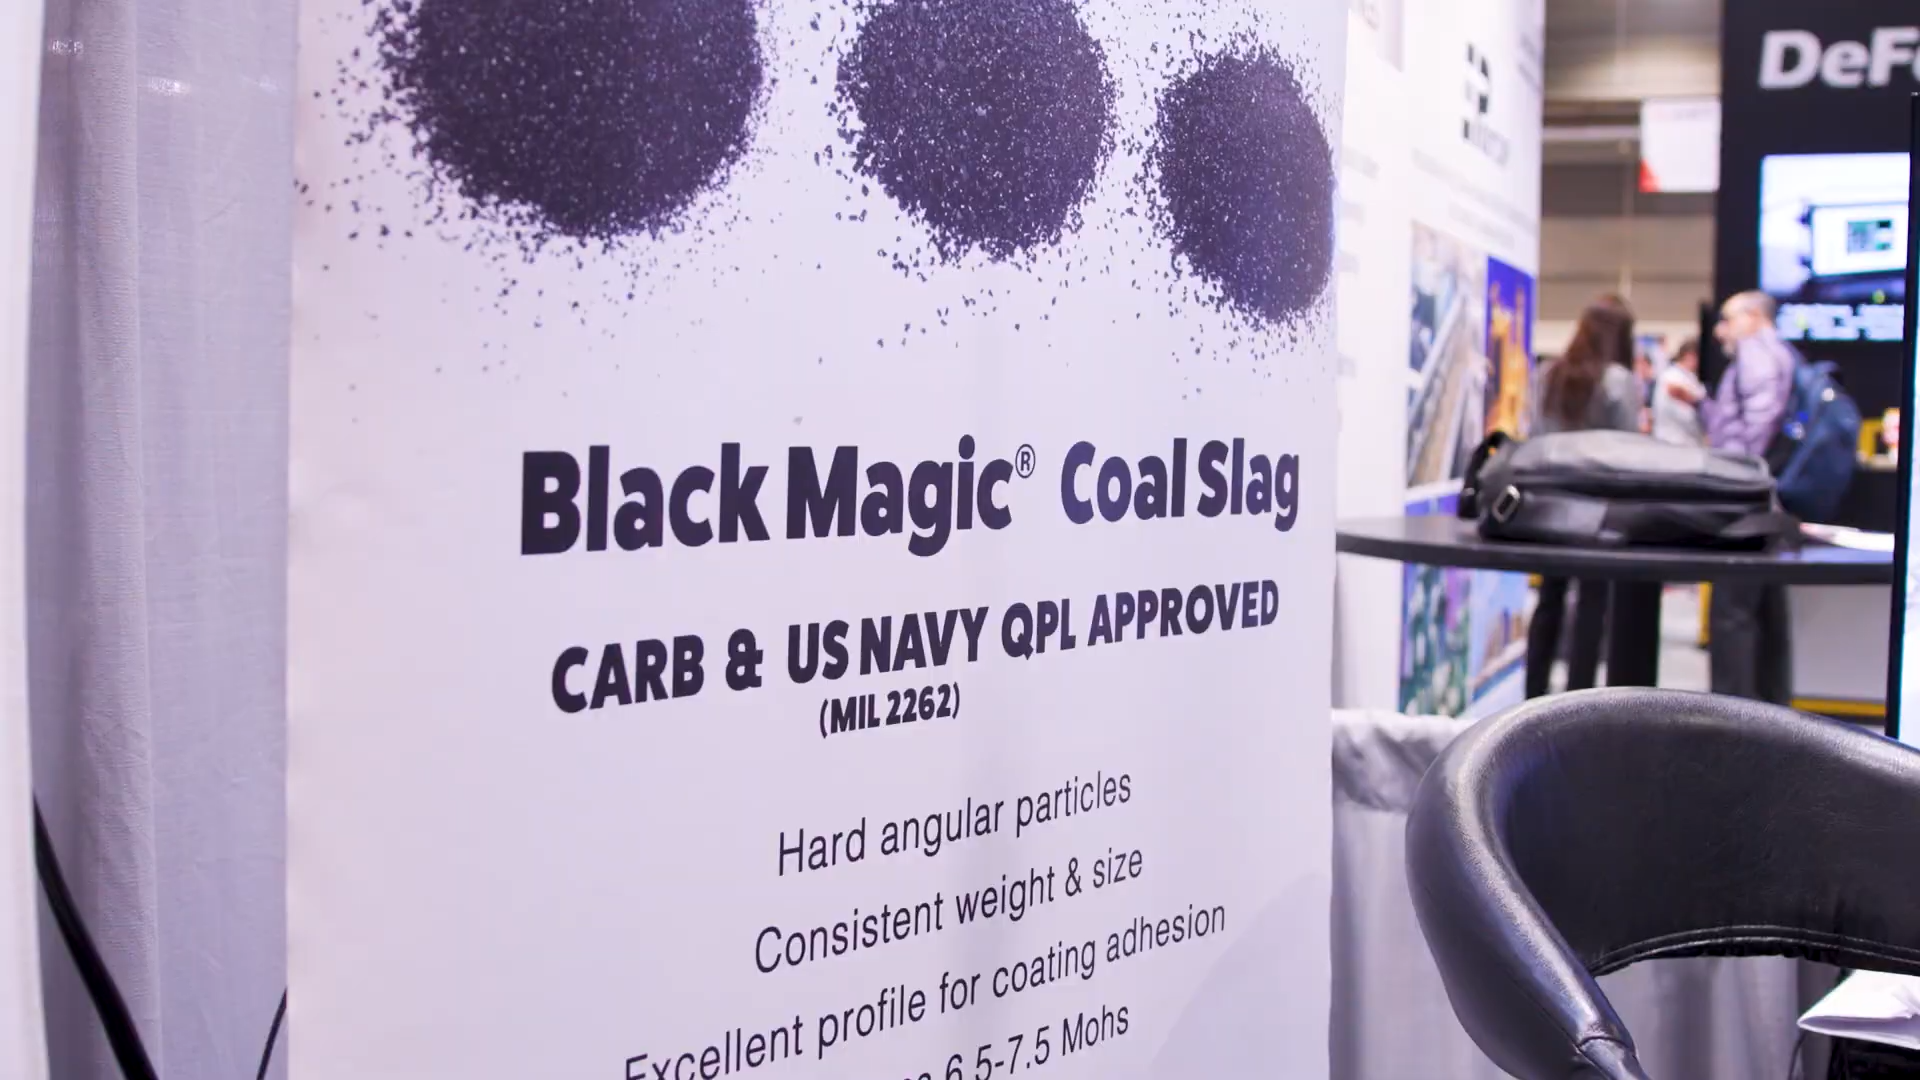 Black Magic® Coal Slag
CARB & US NAVY QPL APPROVED
(MIL 2262)
Hard angular particles
Consistent weight & size
Excellent profile for coating adhesion
6.5-7.5 Mohs
DeF